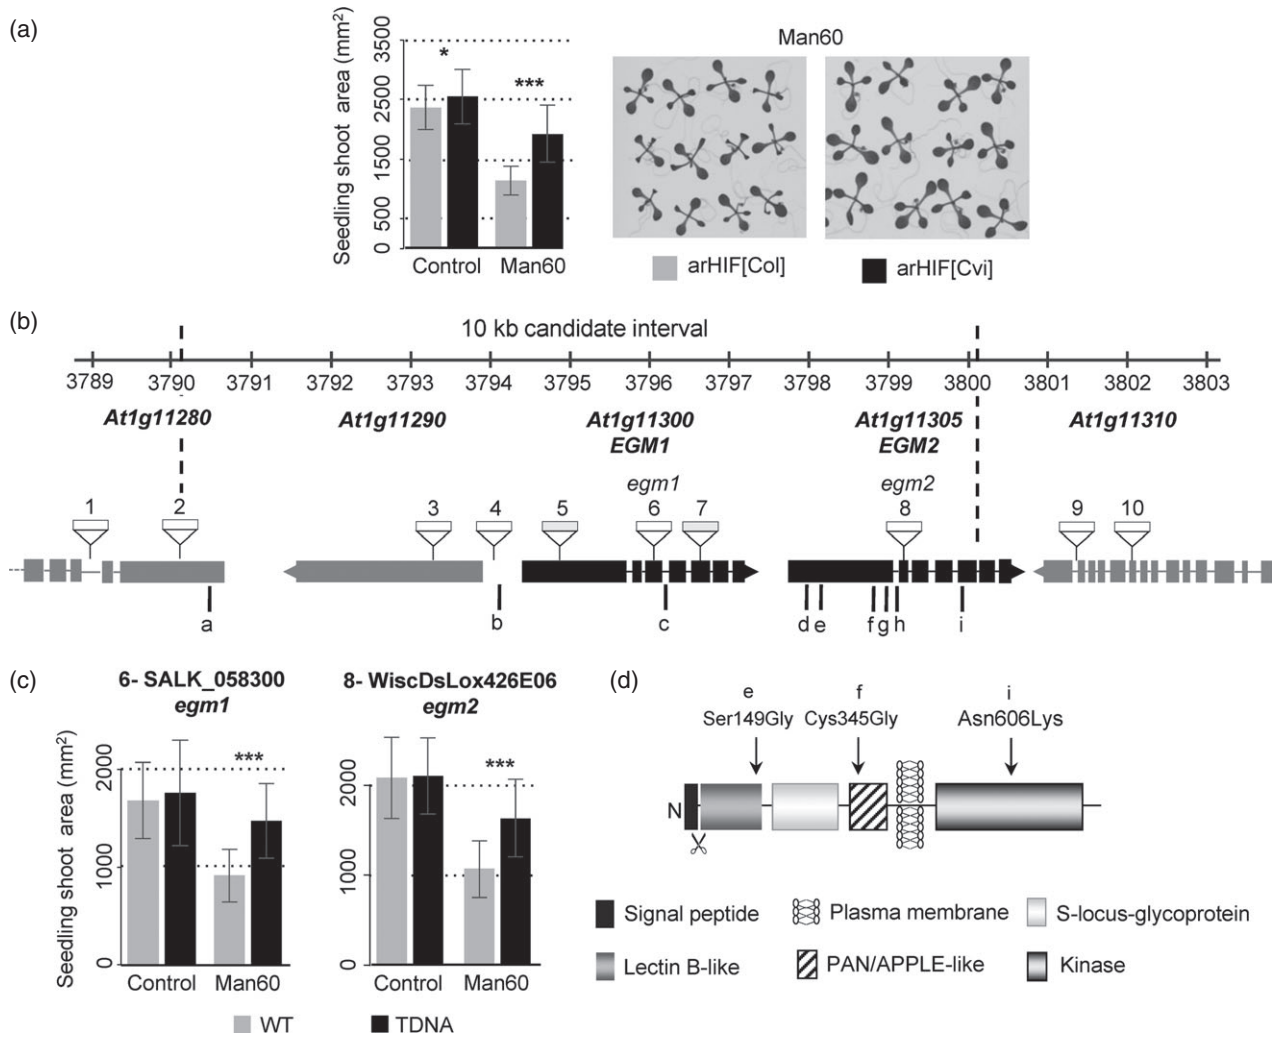 (a)
Seedling shoot area (mm²)
3500
2500
1500
500
0
*
***
Control Man60
Man60
arHIF[Col] arHIF[Cvi]
(b)
10 kb candidate interval
3789 3790 3791 3792 3793 3794 3795 3796 3797 3798 3799 3800 3801 3802 3803
At1g11280 At1g11290 At1g11300 At1g11305 At1g11310
EGM1 EGM2
egm1 egm2
1 2 3 4 5 6 7 8 9 10
a b c d e f g h i
(c)
6- SALK_058300
egm1
Seedling shoot area (mm²)
2000
1000
0
***
Control Man60
8- WiscDsLox426E06
egm2
2000
1000
0
***
Control Man60
WT TDNA
(d)
e f i
Ser149Gly Cys345Gly Asn606Lys
N
Signal peptide Plasma membrane S-locus-glycoprotein
Lectin B-like PAN/APPLE-like Kinase